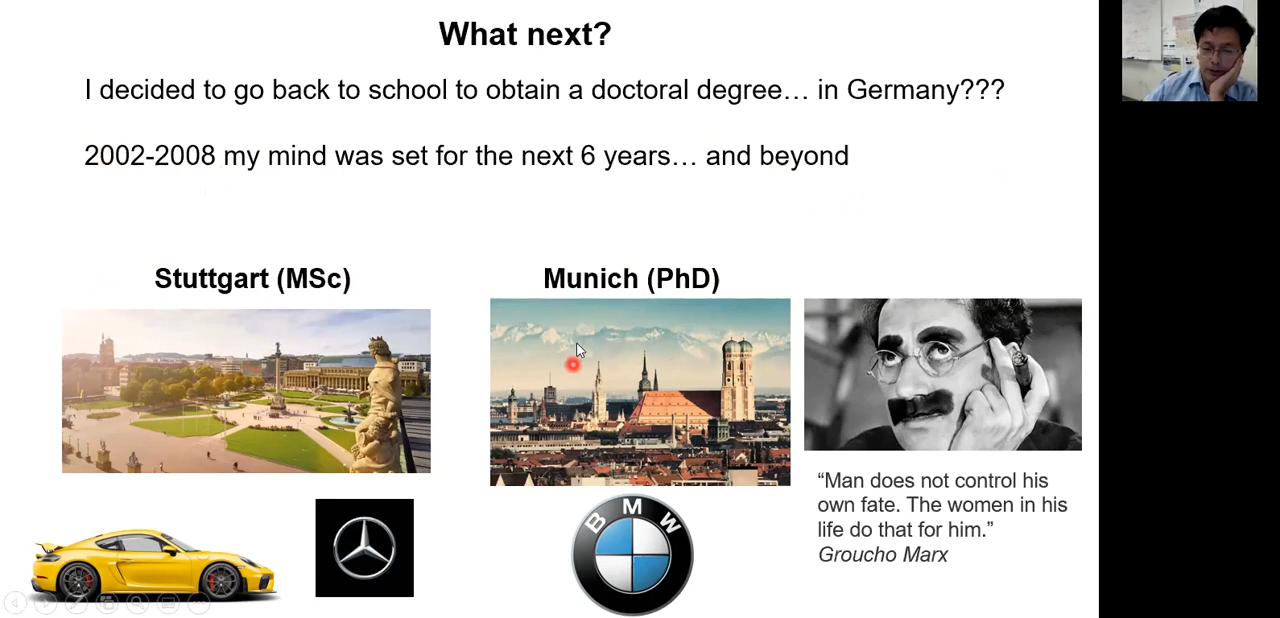 What next?
I decided to go back to school to obtain a doctoral degree… in Germany???
2002-2008 my mind was set for the next 6 years… and beyond
Stuttgart (MSc)
Munich (PhD)
“Man does not control his
own fate. The women in his
life do that for him.”
Groucho Marx
BMW